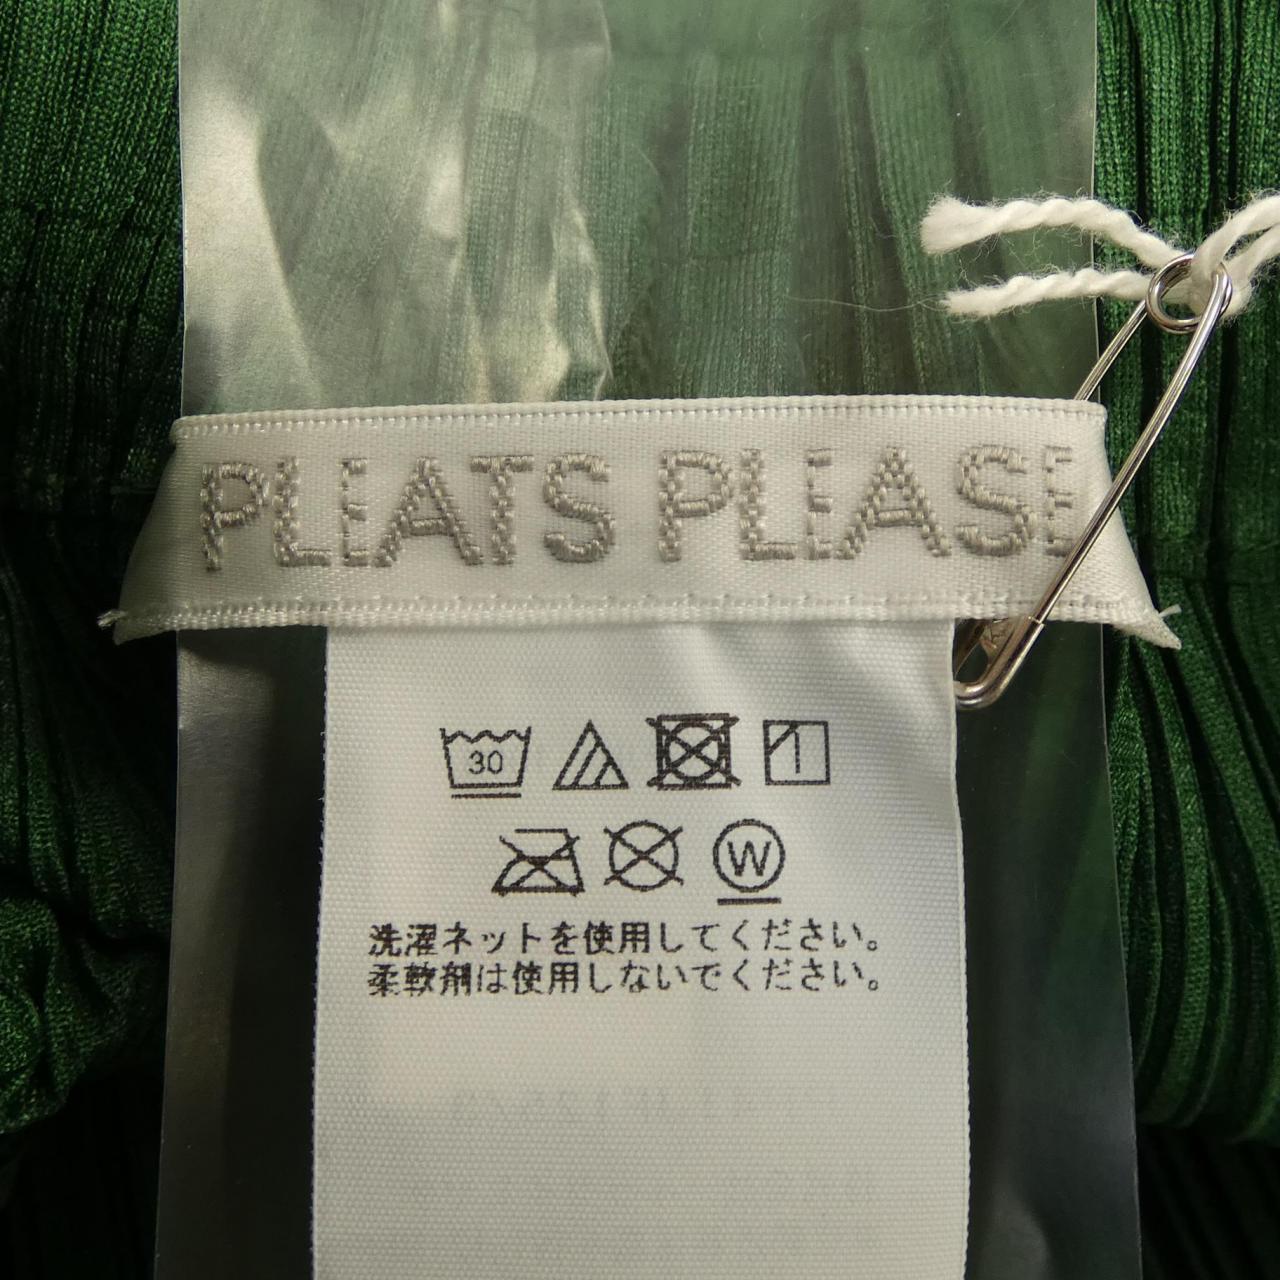 PLEATS PLEASE
30
W
洗濯ネットを使用してください。
柔軟剤は使用しないでください。